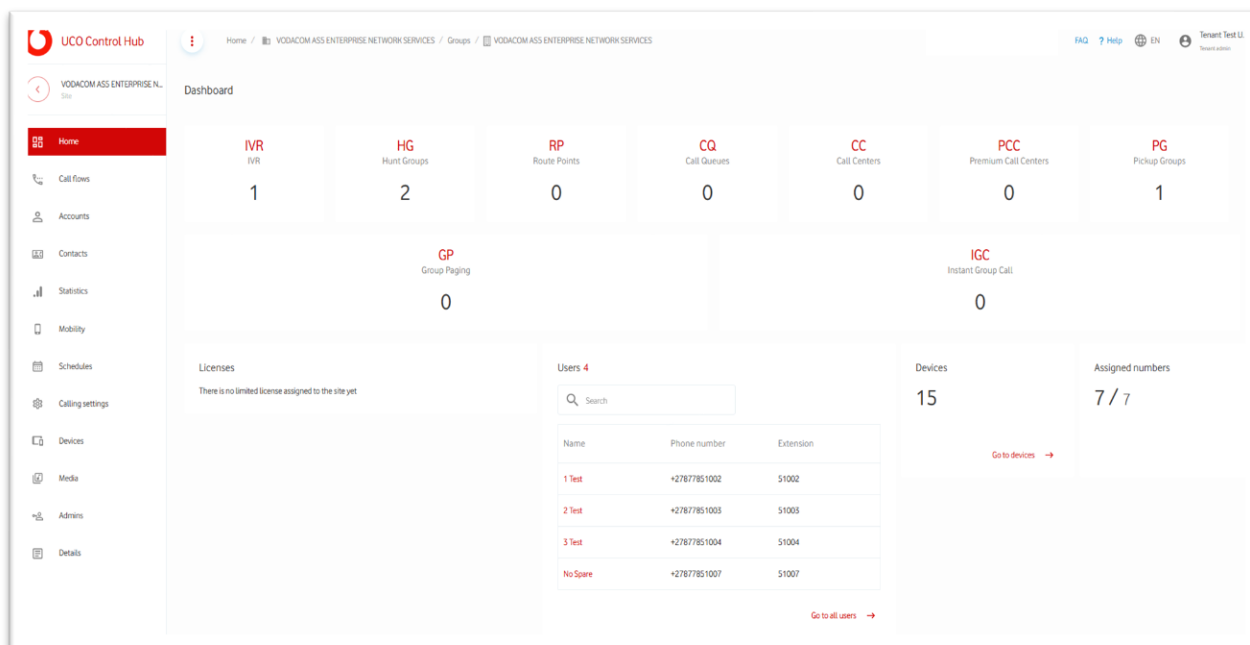 UCO Control Hub
Home / VODACOM ASS ENTERPRISE NETWORK SERVICES / Groups / VODACOM ASS ENTERPRISE NETWORK SERVICES
FAQ ? Help EN Tenant Test U.
Tenant admin
VODACOM ASS ENTERPRISE N...
Site
Home
Call flows
Accounts
Contacts
Statistics
Mobility
Schedules
Calling settings
Devices
Media
Admins
Details
Dashboard
IVR
IVR
1
HG
Hunt Groups
2
RP
Route Points
0
CQ
Call Queues
0
CC
Call Centers
0
PCC
Premium Call Centers
0
PG
Pickup Groups
1
GP
Group Paging
0
IGC
Instant Group Call
0
Licenses
There is no limited license assigned to the site yet
Users 4
Search
Name Phone number Extension
1 Test +27877851002 51002
2 Test +27877851003 51003
3 Test +27877851004 51004
No Spare +27877851007 51007
Go to all users →
Devices
15
Go to devices →
Assigned numbers
7 / 7